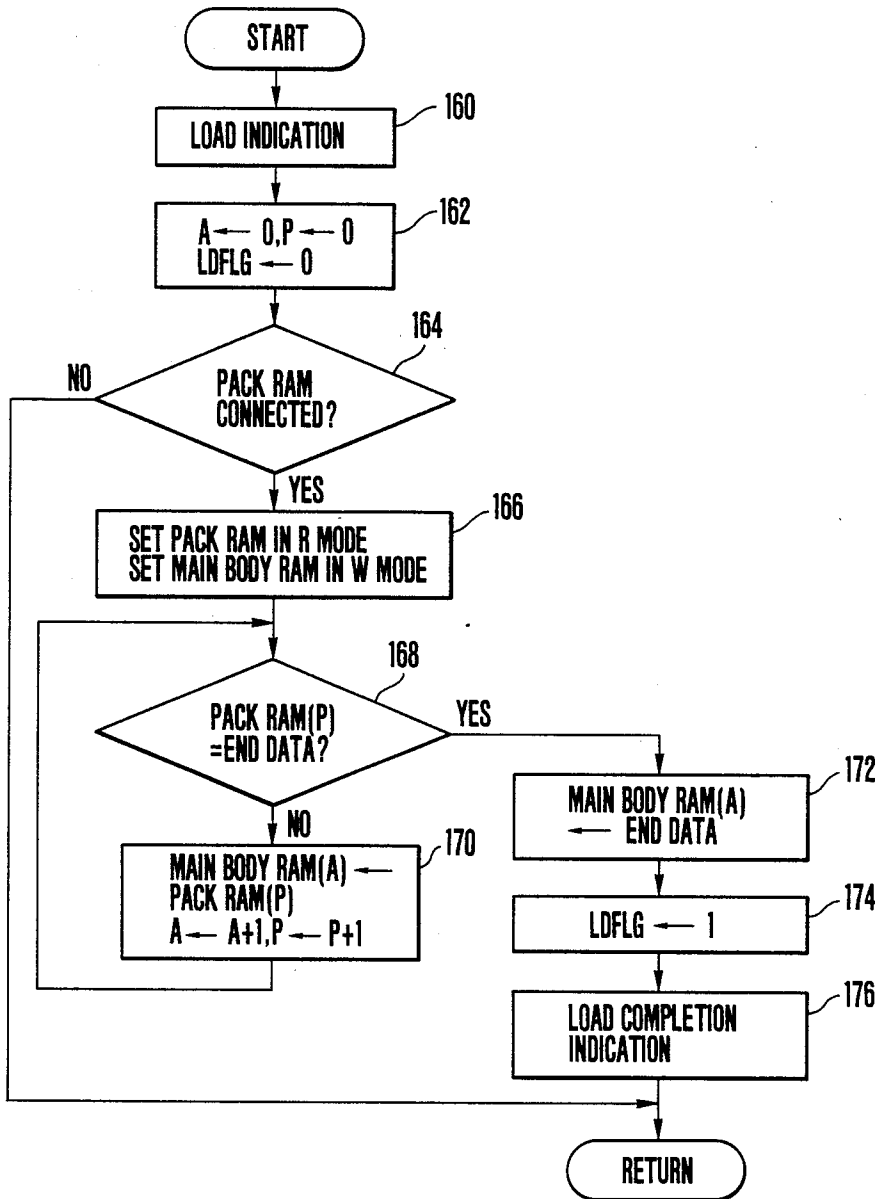 START
LOAD INDICATION
160
A ← 0, P ← 0
LDFLG ← 0
162
164
NO
PACK RAM
CONNECTED?
YES
166
SET PACK RAM IN R MODE
SET MAIN BODY RAM IN W MODE
168
PACK RAM(P)
=END DATA?
YES
NO
170
MAIN BODY RAM(A) ←
PACK RAM(P)
A ← A+1, P ← P+1
172
MAIN BODY RAM(A)
← END DATA
174
LDFLG ← 1
176
LOAD COMPLETION
INDICATION
RETURN